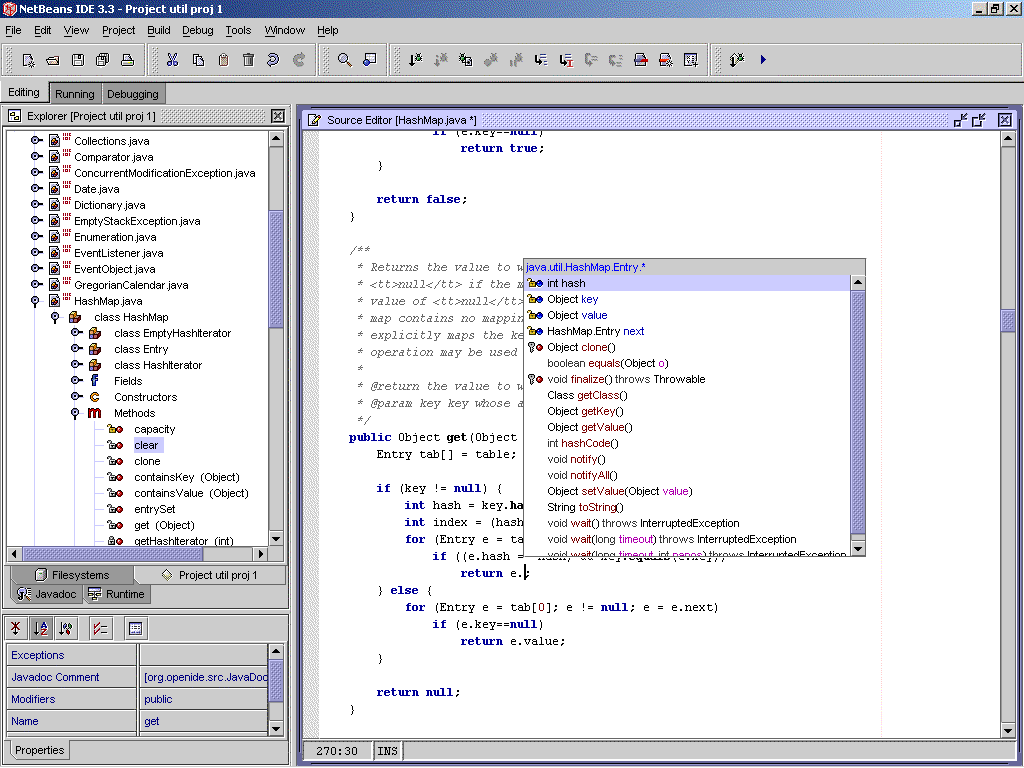 NetBeans IDE 3.3 - Project util proj 1
File Edit View Project Build Debug Tools Window Help
Editing Running Debugging
Explorer [Project util proj 1]
Collections.java
Comparator.java
ConcurrentModificationException.java
Date.java
Dictionary.java
EmptyStackException.java
Enumeration.java
EventListener.java
EventObject.java
GregorianCalendar.java
HashMap.java
class HashMap
class EmptyHashIterator
class Entry
class HashIterator
Fields
Constructors
Methods
capacity
clear
clone
containsKey (Object)
containsValue (Object)
entrySet
get (Object)
getHashIterator (int)
Filesystems Project util proj 1
Javadoc Runtime
Exceptions
Javadoc Comment [org.openide.src.JavaDoc
Modifiers public
Name get
Properties
Source Editor [HashMap.java *]
if (e.key==null)
return true;
}
return false;
}
/**
* Returns the value to w
* <tt>null</tt> if the m
* value of <tt>null</tt>
* map contains no mappin
* explicitly maps the ke
* operation may be used
*
* @return the value to w
* @param key key whose a
*/
public Object get(Object
Entry tab[] = table;
if (key != null) {
int hash = key.ha
int index = (hash
for (Entry e = ta
if ((e.hash == hash) && key.equals(e.key))
return e.;
} else {
for (Entry e = tab[0]; e != null; e = e.next)
if (e.key==null)
return e.value;
}
return null;
}
java.util.HashMap.Entry.*
int hash
Object key
Object value
HashMap.Entry next
Object clone()
boolean equals(Object o)
void finalize() throws Throwable
Class getClass()
Object getKey()
Object getValue()
int hashCode()
void notify()
void notifyAll()
Object setValue(Object value)
String toString()
void wait() throws InterruptedException
void wait(long timeout) throws InterruptedException
void wait(long timeout, int nanos) throws InterruptedException
270:30 INS